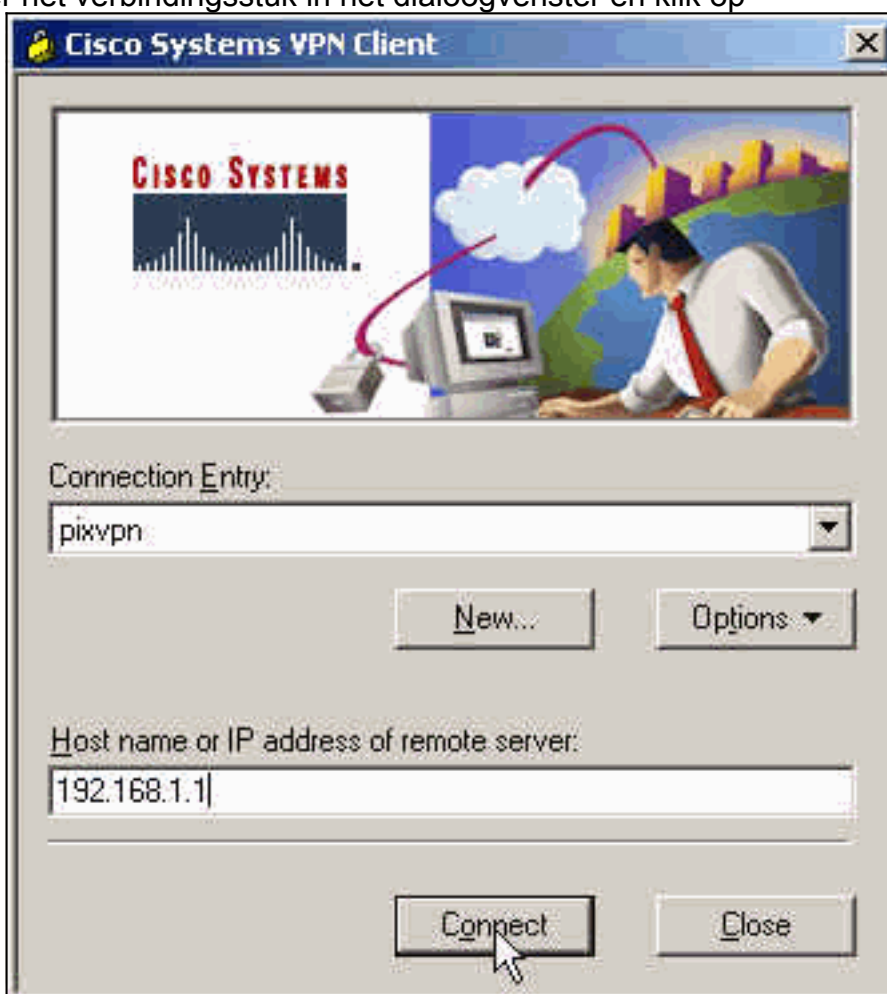 het verbindingsstuk in het dialoogvenster en klik op
Cisco Systems VPN Client
CISCO SYSTEMS
Connection Entry:
pixvpn
New...
Options
Host name or IP address of remote server:
192.168.1.1
Connect
Close